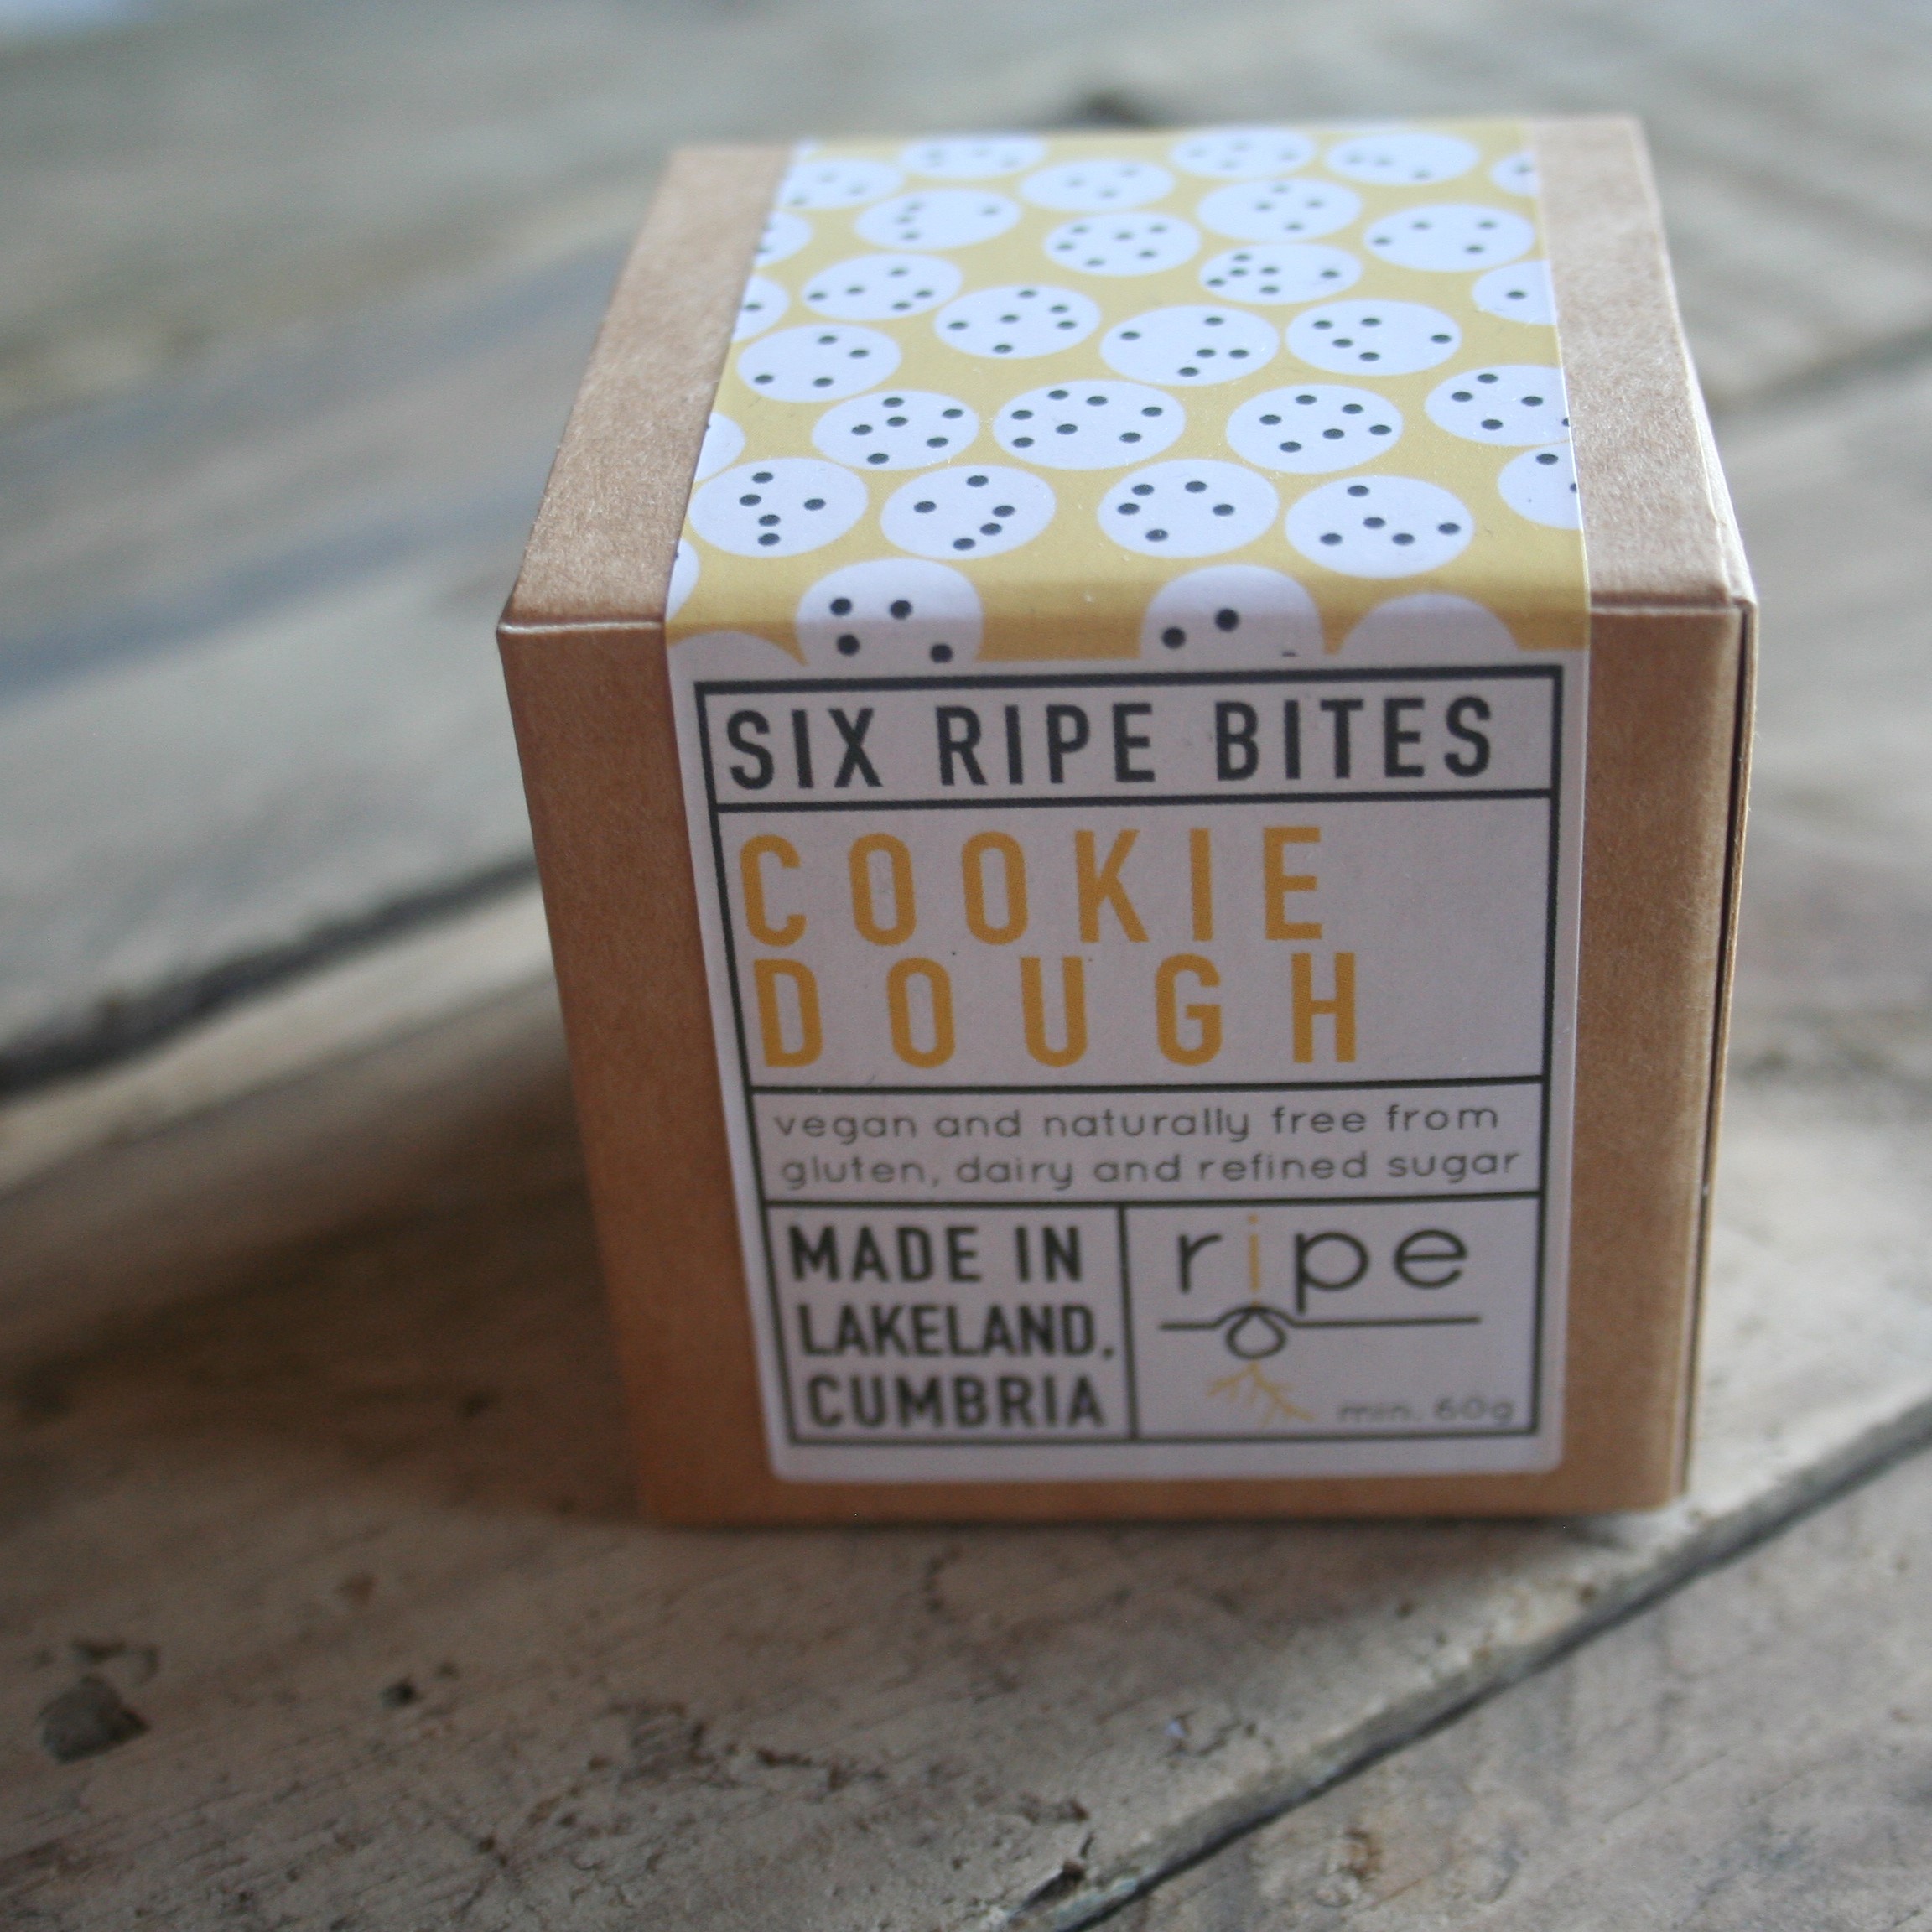 SIX RIPE BITES
COOKIE
DOUGH
vegan and naturally free from
gluten, dairy and refined sugar
MADE IN
LAKELAND,
CUMBRIA
ripe
min. 60g